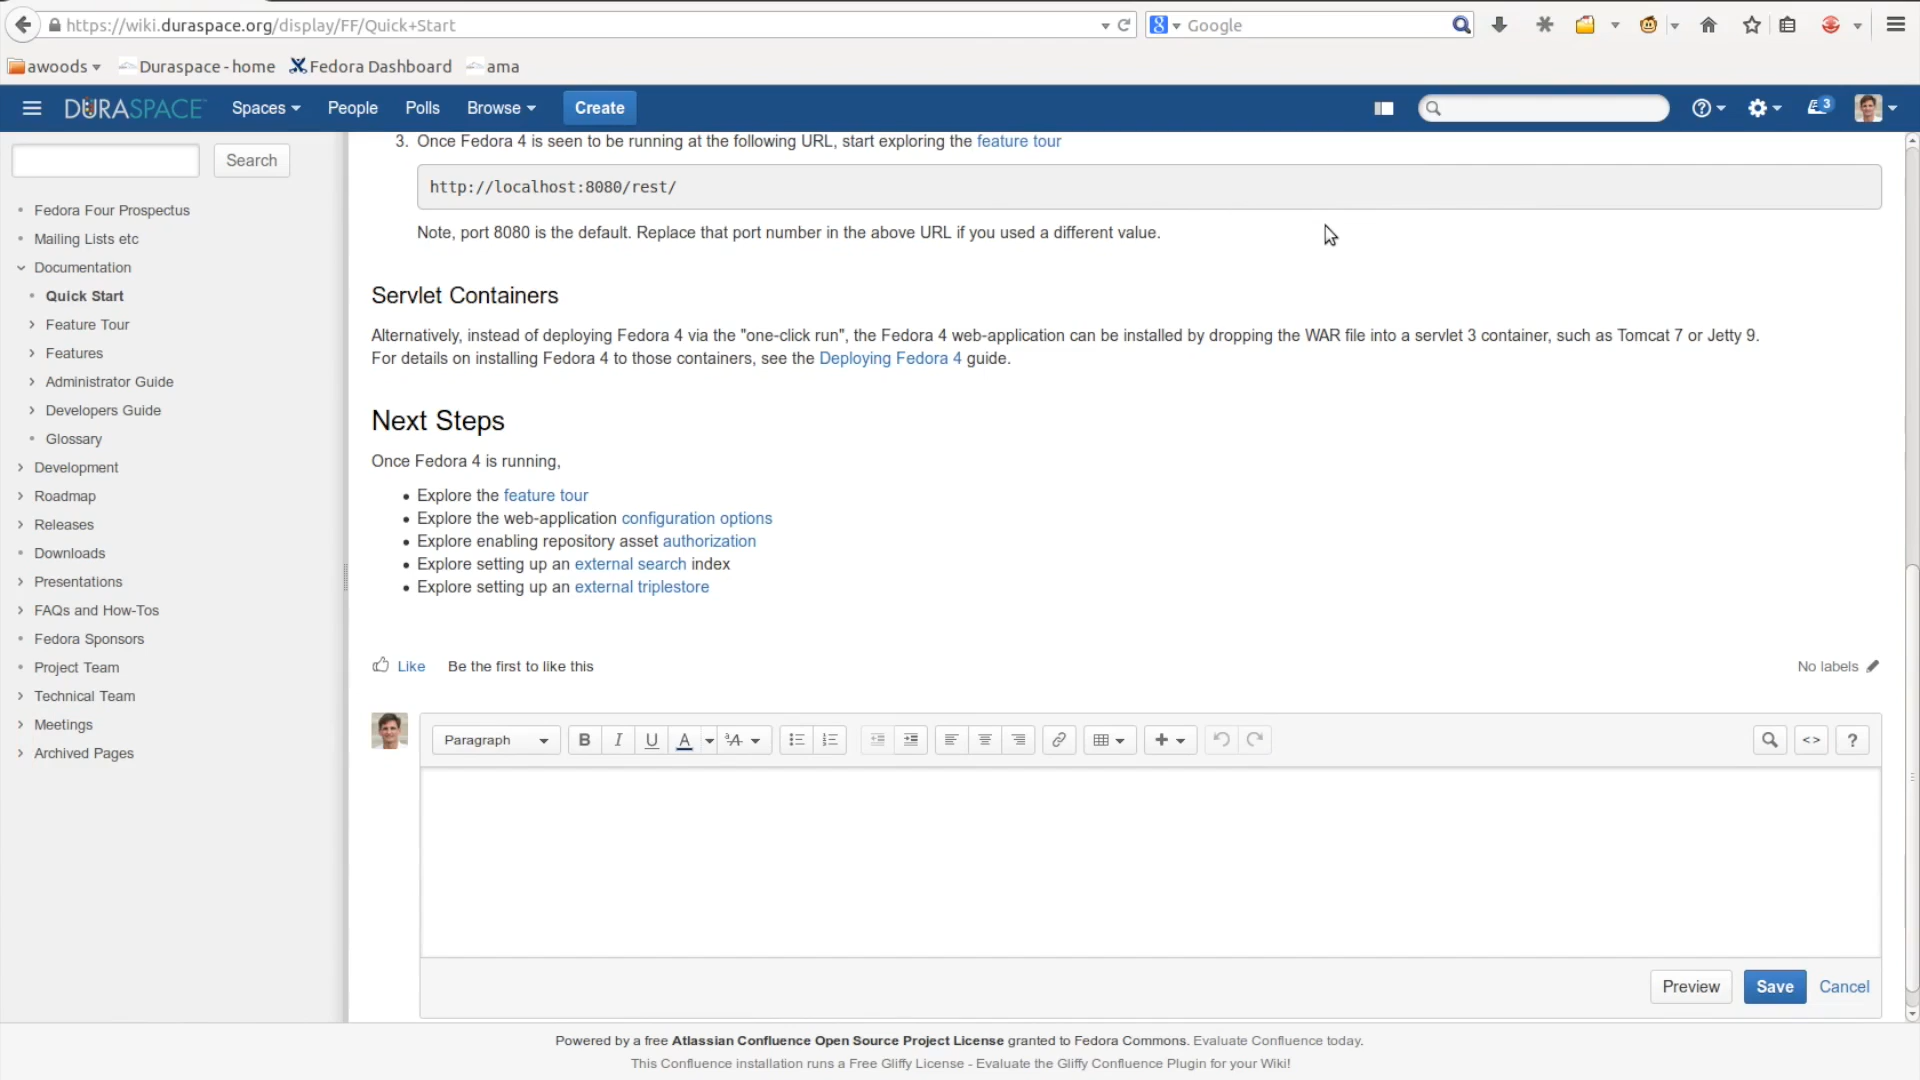 https://wiki.duraspace.org/display/FF/Quick+Start
Google
awoods
Duraspace - home
Fedora Dashboard
ama
DURASPACE
Spaces
People
Polls
Browse
Create
3
Search
Fedora Four Prospectus
Mailing Lists etc
Documentation
Quick Start
Feature Tour
Features
Administrator Guide
Developers Guide
Glossary
Development
Roadmap
Releases
Downloads
Presentations
FAQs and How-Tos
Fedora Sponsors
Project Team
Technical Team
Meetings
Archived Pages
3. Once Fedora 4 is seen to be running at the following URL, start exploring the feature tour
http://localhost:8080/rest/
Note, port 8080 is the default. Replace that port number in the above URL if you used a different value.
Servlet Containers
Alternatively, instead of deploying Fedora 4 via the "one-click run", the Fedora 4 web-application can be installed by dropping the WAR file into a servlet 3 container, such as Tomcat 7 or Jetty 9.
For details on installing Fedora 4 to those containers, see the Deploying Fedora 4 guide.
Next Steps
Once Fedora 4 is running,
• Explore the feature tour
• Explore the web-application configuration options
• Explore enabling repository asset authorization
• Explore setting up an external search index
• Explore setting up an external triplestore
Like Be the first to like this
No labels
Paragraph B I U A
Preview
Save
Cancel
Powered by a free Atlassian Confluence Open Source Project License granted to Fedora Commons. Evaluate Confluence today.
This Confluence installation runs a Free Gliffy License - Evaluate the Gliffy Confluence Plugin for your Wiki!